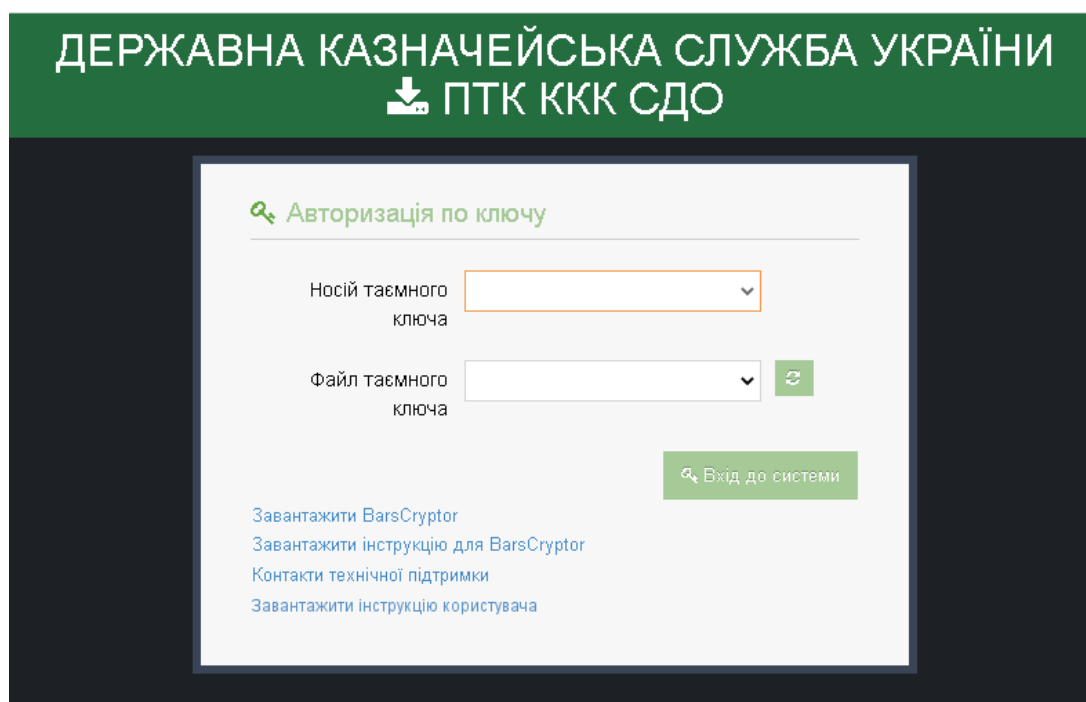 ДЕРЖАВНА КАЗНАЧЕЙСЬКА СЛУЖБА УКРАЇНИ
ПТК ККК СДО
Авторизація по ключу
Носій таємного
ключа
Файл таємного
ключа
Вхід до системи
Завантажити BarsCryptor
Завантажити інструкцію для BarsCryptor
Контакти технічної підтримки
Завантажити інструкцію користувача